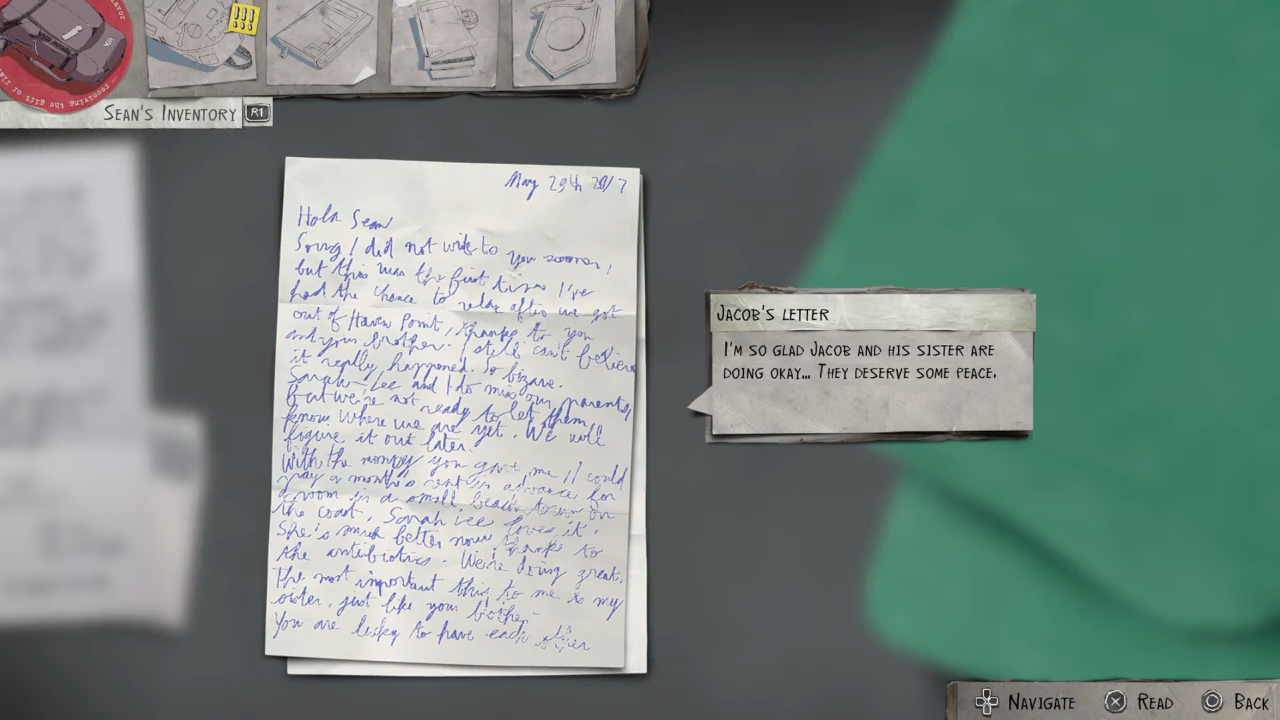 receiving the gift of
SEAN'S INVENTORY R1
May 29th 2017
Hola Sean
Sorry I did not write to you sooner,
but this was the first time I've
had the chance to relax after we got
out of Haven Point, thanks to you
and your brother. I still can't believe
it really happened. So bizare.
Sarah-Lee and I do miss our parents,
but we're not ready to let them
know where we are yet. We will
figure it out later.
With the money you gave me, I could
pay a month's rent in advance for
a room in a small beach town on
the coast, Sarah Lee loves it.
She's much better now, thanks to
the antibiotics. We're doing great.
The most important thing to me is my
sister, just like your brother.
You are lucky to have each other
JACOB'S LETTER
I'M SO GLAD JACOB AND HIS SISTER ARE
DOING OKAY... THEY DESERVE SOME PEACE.
NAVIGATE READ BACK